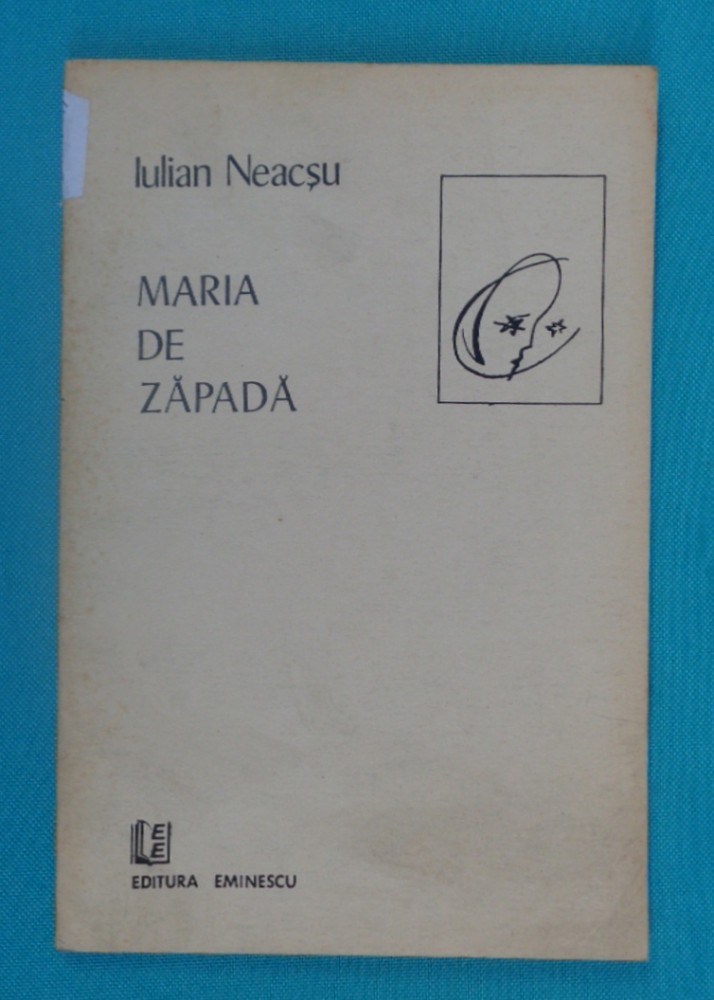 Iulian Neacșu
MARIA
DE
ZĂPADĂ
E
E
EDITURA EMINESCU